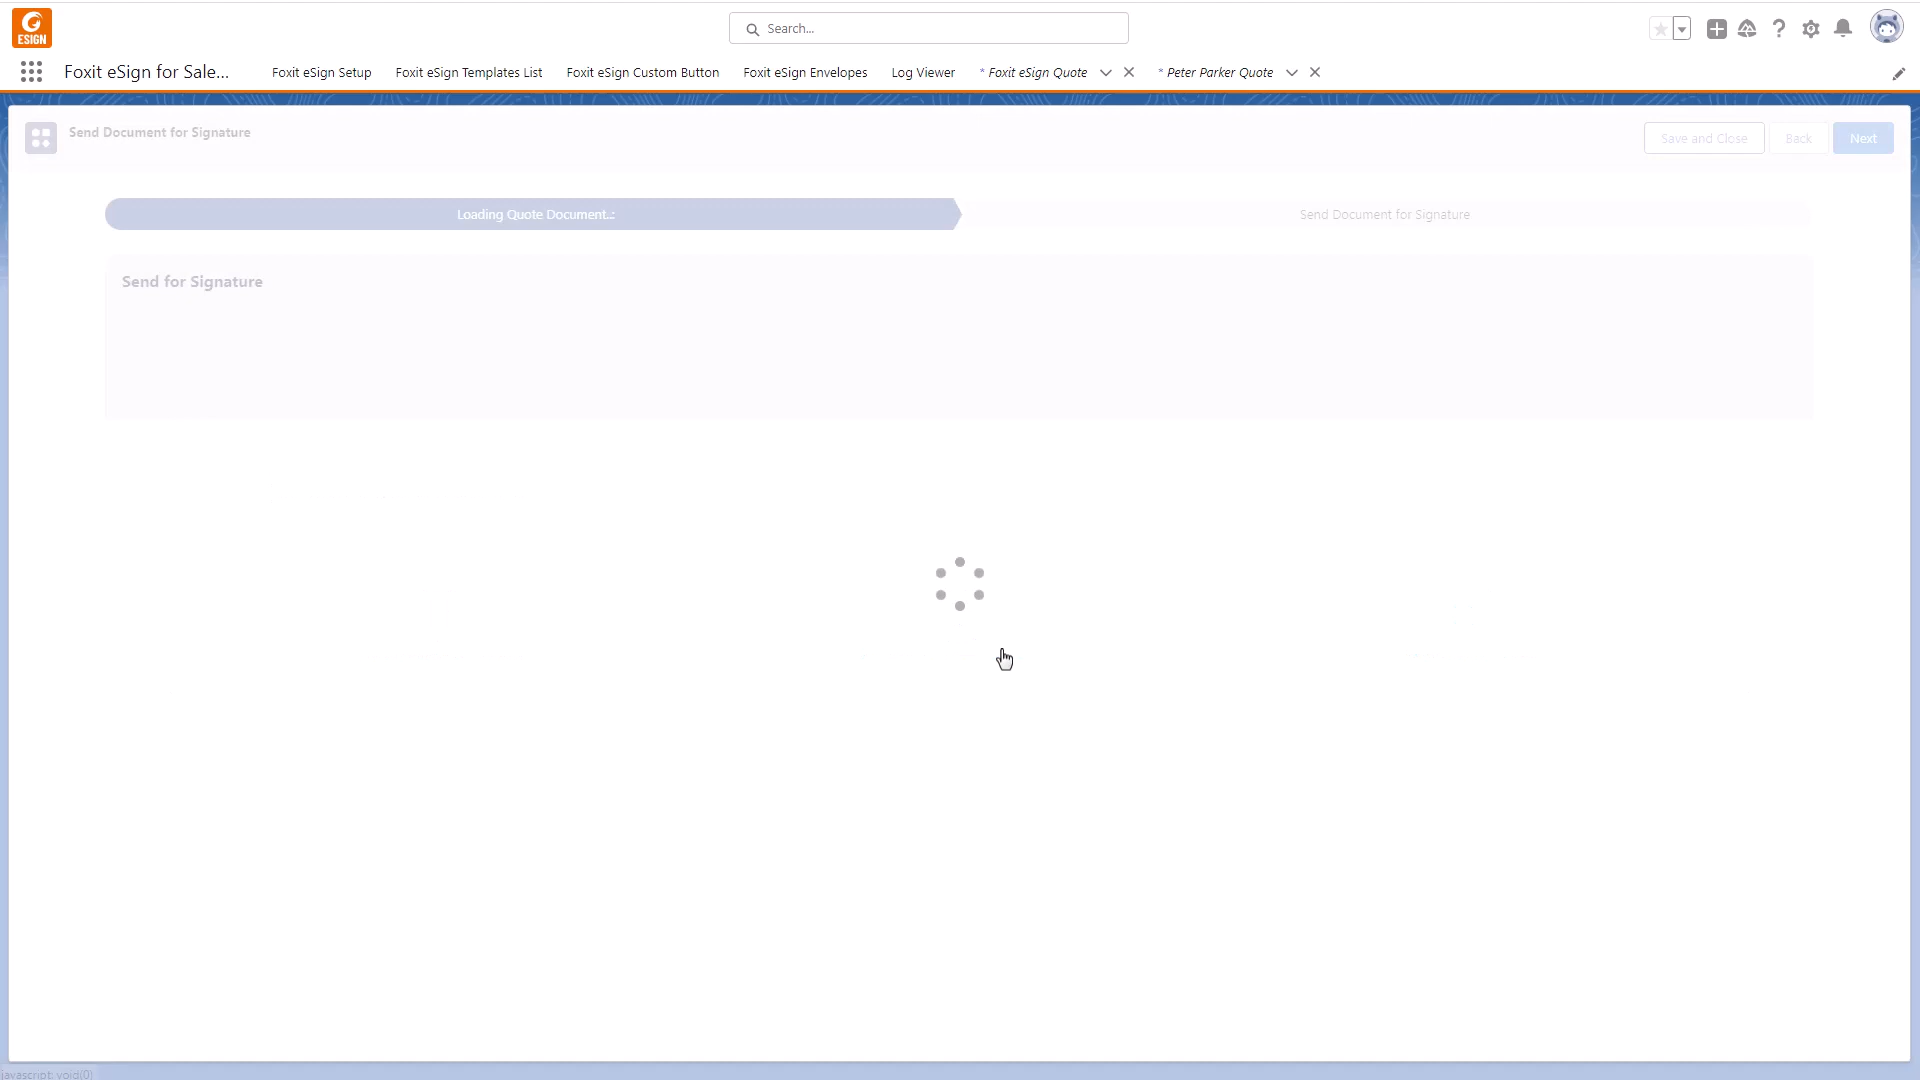 ESIGN
Search...
Foxit eSign for Sale...
Foxit eSign Setup
Foxit eSign Templates List
Foxit eSign Custom Button
Foxit eSign Envelopes
Log Viewer
* Foxit eSign Quote
* Peter Parker Quote
Send Document for Signature
Save and Close
Back
Next
Loading Quote Document..:
Send Document for Signature
Send for Signature
javascript: void(0)